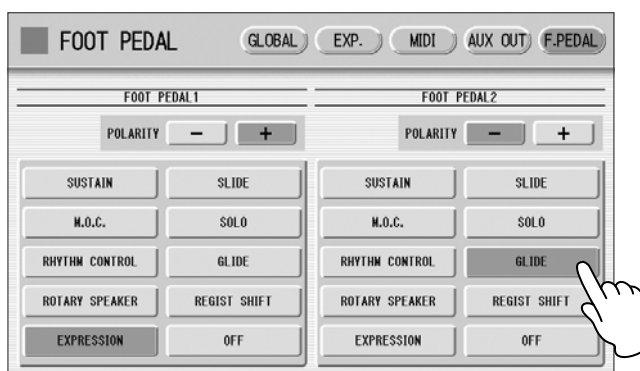 FOOT PEDAL GLOBAL EXP. MIDI AUX OUT F.PEDAL
FOOT PEDAL1
POLARITY − +
SUSTAIN SLIDE
M.O.C. SOLO
RHYTHM CONTROL GLIDE
ROTARY SPEAKER REGIST SHIFT
EXPRESSION OFF
FOOT PEDAL2
POLARITY − +
SUSTAIN SLIDE
M.O.C. SOLO
RHYTHM CONTROL GLIDE
ROTARY SPEAKER REGIST SHIFT
EXPRESSION OFF